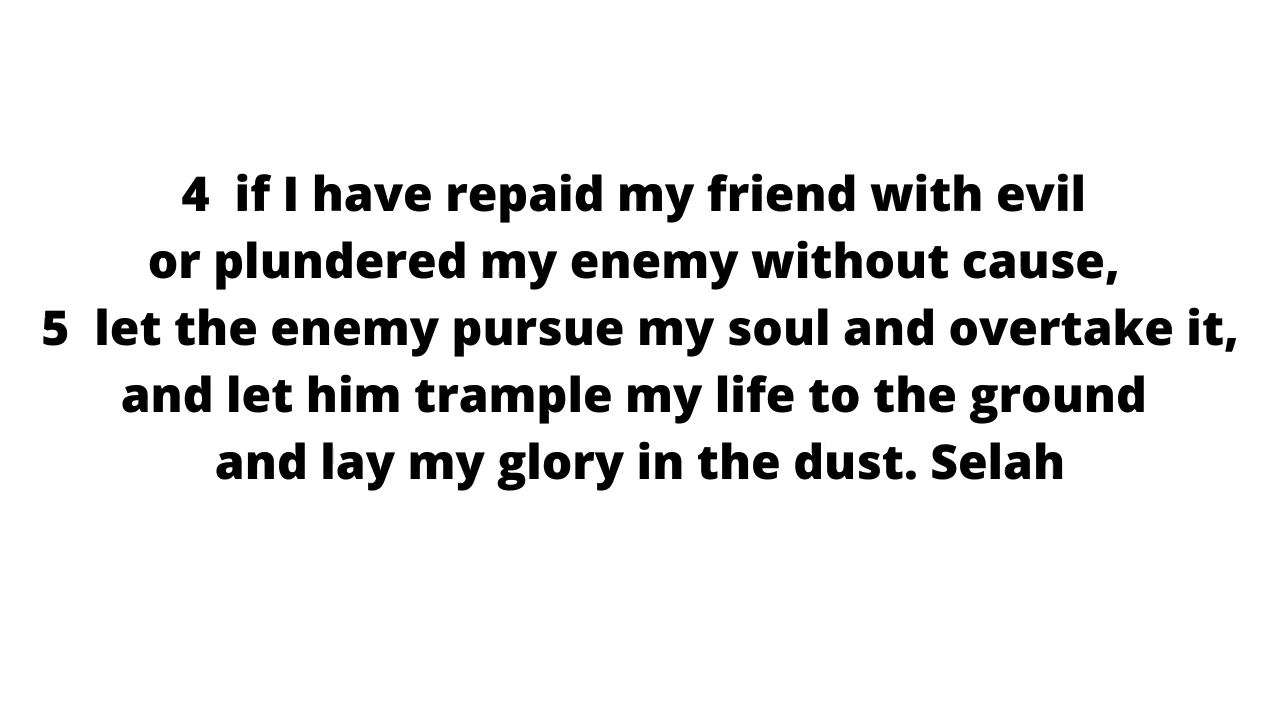 4  if I have repaid my friend with evil
or plundered my enemy without cause,
5  let the enemy pursue my soul and overtake it,
and let him trample my life to the ground
and lay my glory in the dust. Selah